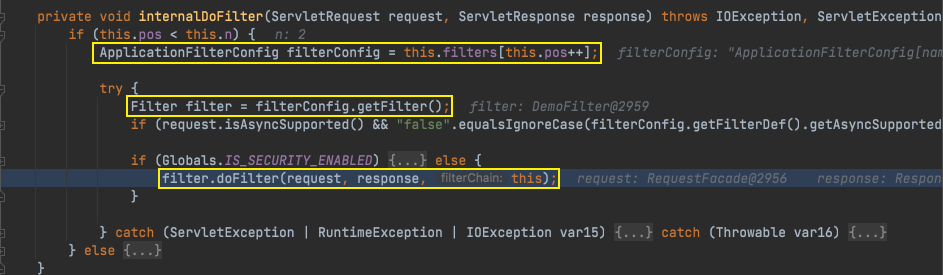 private void internalDoFilter(ServletRequest request, ServletResponse response) throws IOException, ServletException
if (this.pos < this.n) { n: 2
ApplicationFilterConfig filterConfig = this.filters[this.pos++]; filterConfig: "ApplicationFilterConfig[nam
try {
Filter filter = filterConfig.getFilter(); filter: DemoFilter@2959
if (request.isAsyncSupported() && "false".equalsIgnoreCase(filterConfig.getFilterDef().getAsyncSupported
if (Globals.IS_SECURITY_ENABLED) {...} else {
filter.doFilter(request, response, filterChain: this); request: RequestFacade@2956 response: Respon
}
} catch (ServletException | RuntimeException | IOException var15) {...} catch (Throwable var16) {...}
} else {...}
}